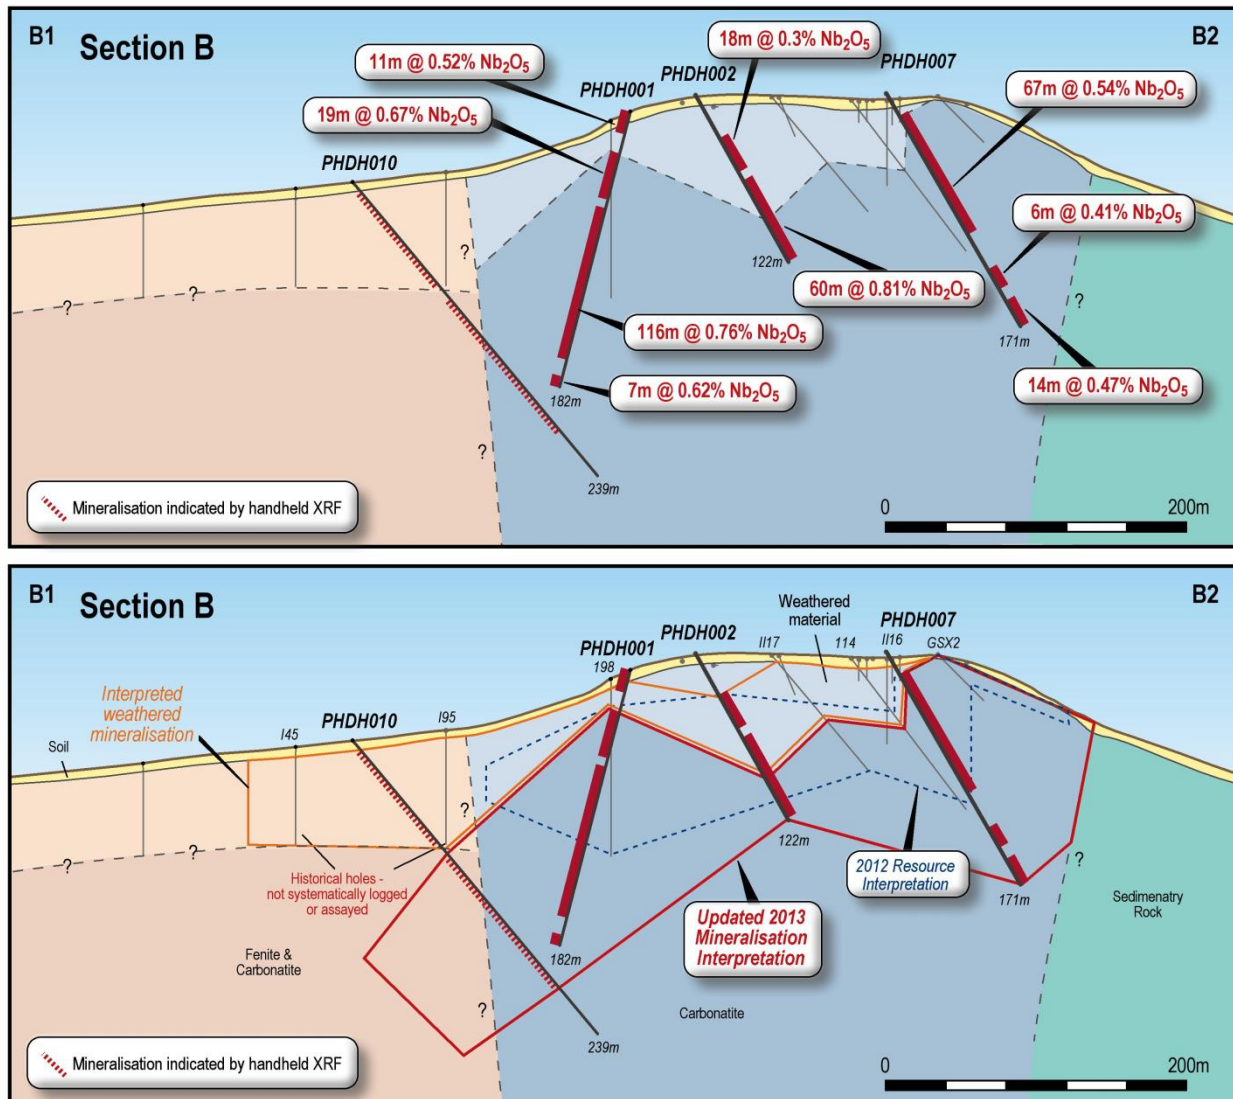 B1
Section B
B2
18m @ 0.3% Nb₂O₅
11m @ 0.52% Nb₂O₅
PHDH002
PHDH007
PHDH001
67m @ 0.54% Nb₂O₅
19m @ 0.67% Nb₂O₅
PHDH010
6m @ 0.41% Nb₂O₅
?
122m
60m @ 0.81% Nb₂O₅
?
?
?
?
116m @ 0.76% Nb₂O₅
171m
7m @ 0.62% Nb₂O₅
182m
14m @ 0.47% Nb₂O₅
?
239m
Mineralisation indicated by handheld XRF
0
200m
B1
Section B
B2
Weathered
material
PHDH002
II17
114
II16
PHDH007
GSX2
PHDH001
198
Interpreted
weathered
mineralisation
PHDH010
I45
I95
Soil
?
122m
?
?
?
2012 Resource
Interpretation
Historical holes -
not systematically logged
or assayed
171m
Sedimenatry
Rock
Updated 2013
Mineralisation
Interpretation
Fenite &
Carbonatite
182m
?
Carbonatite
239m
Mineralisation indicated by handheld XRF
0
200m